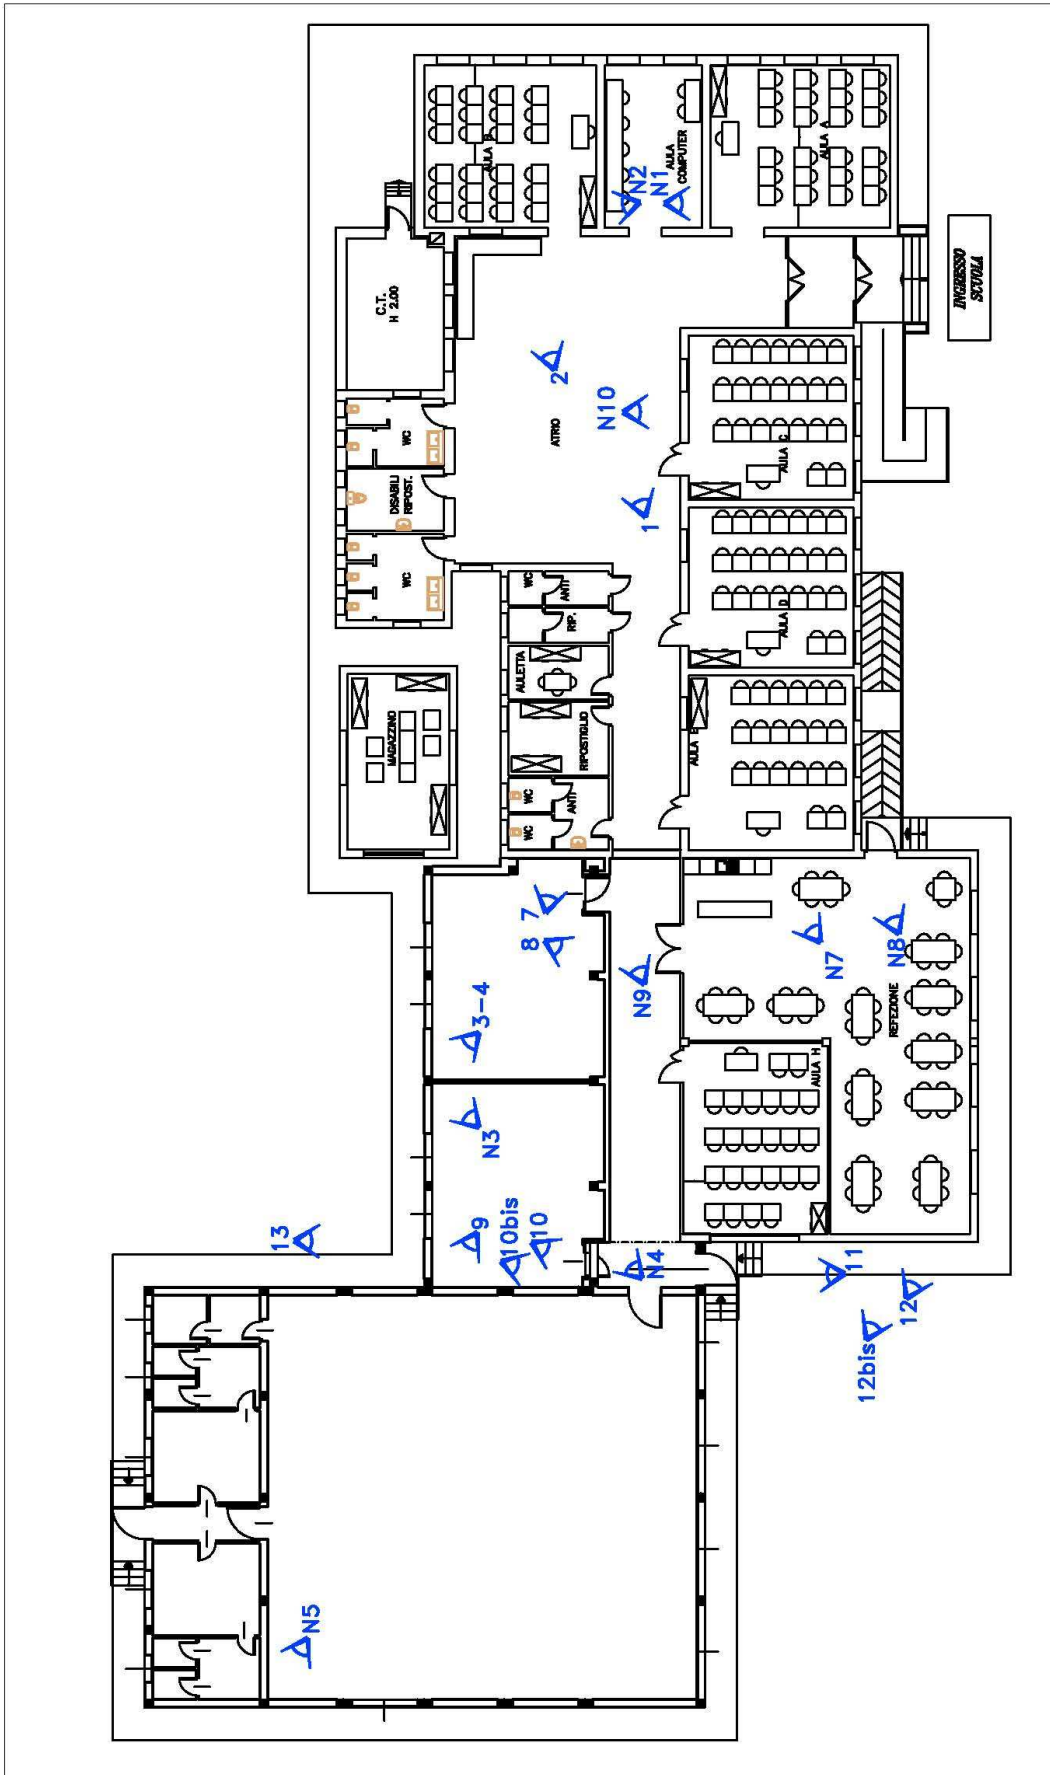 AULA B
AULA
COMPUTER
AULA A
N2
N1
C.T.
H 2.00
INGRESSO
SCUOLA
2
N10
ATRIO
WC
DISABILI
RIPOST.
WC
1
AULA C
AULA D
WC
ANTI
RIP.
AULETTA
RIPOSTIGLIO
MAGAZZINO
AULA E
WC
WC
ANTI
7
8
3-4
N9
N7
N8
REFEZIONE
AULA H
N3
9
10bis
10
N4
13
11
12
12bis
N5